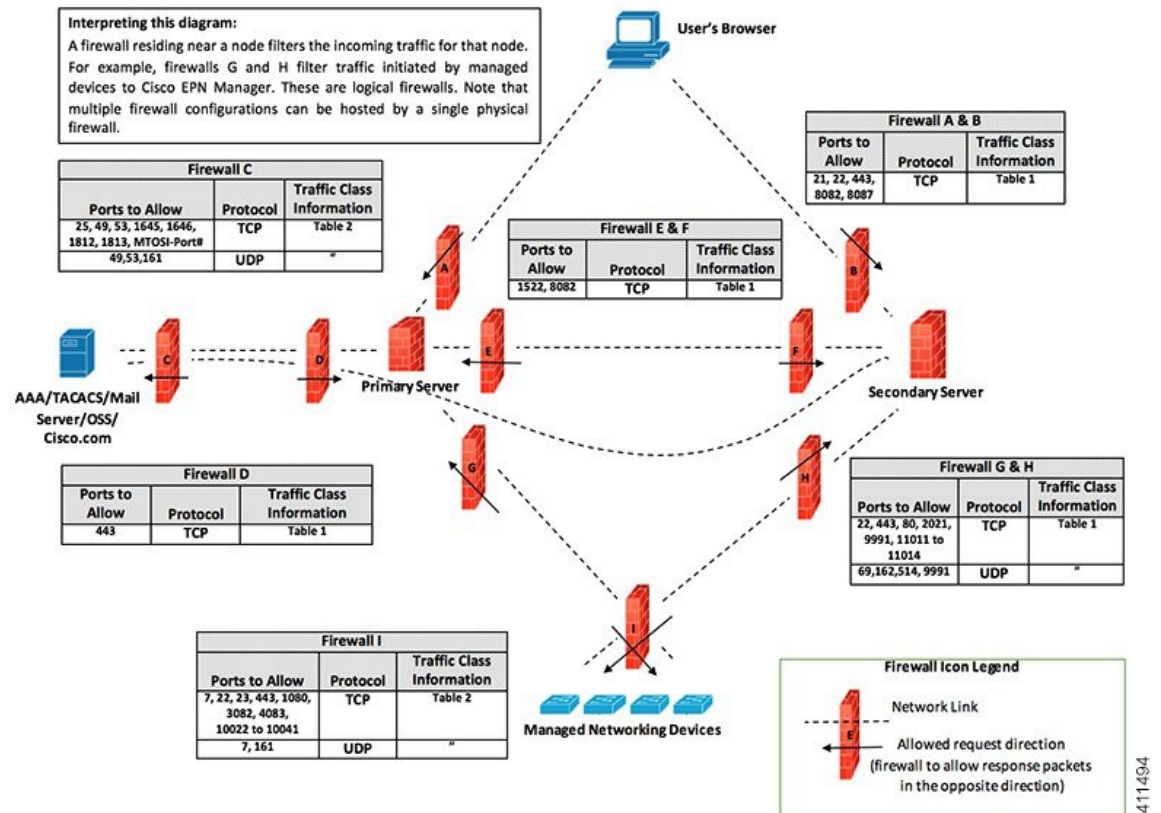 Interpreting this diagram:
A firewall residing near a node filters the incoming traffic for that node.
For example, firewalls G and H filter traffic initiated by managed
devices to Cisco EPN Manager. These are logical firewalls. Note that
multiple firewall configurations can be hosted by a single physical
firewall.
User's Browser
Firewall A & B
Ports to Allow Protocol Traffic Class Information
21, 22, 443, 8082, 8087 TCP Table 1
Firewall C
Ports to Allow Protocol Traffic Class Information
25, 49, 53, 1645, 1646, 1812, 1813, MTOSI-Port# TCP Table 2
49,53,161 UDP "
Firewall E & F
Ports to Allow Protocol Traffic Class Information
1522, 8082 TCP Table 1
A
B
C
D
E
F
Primary Server
Secondary Server
AAA/TACACS/Mail
Server/OSS/
Cisco.com
G
H
Firewall D
Ports to Allow Protocol Traffic Class Information
443 TCP Table 1
Firewall G & H
Ports to Allow Protocol Traffic Class Information
22, 443, 80, 2021, 9991, 11011 to 11014 TCP Table 1
69,162,514, 9991 UDP "
I
Firewall I
Ports to Allow Protocol Traffic Class Information
7, 22, 23, 443, 1080, 3082, 4083, 10022 to 10041 TCP Table 2
7, 161 UDP "
Managed Networking Devices
Firewall Icon Legend
E
Network Link
Allowed request direction
(firewall to allow response packets
in the opposite direction)
411494